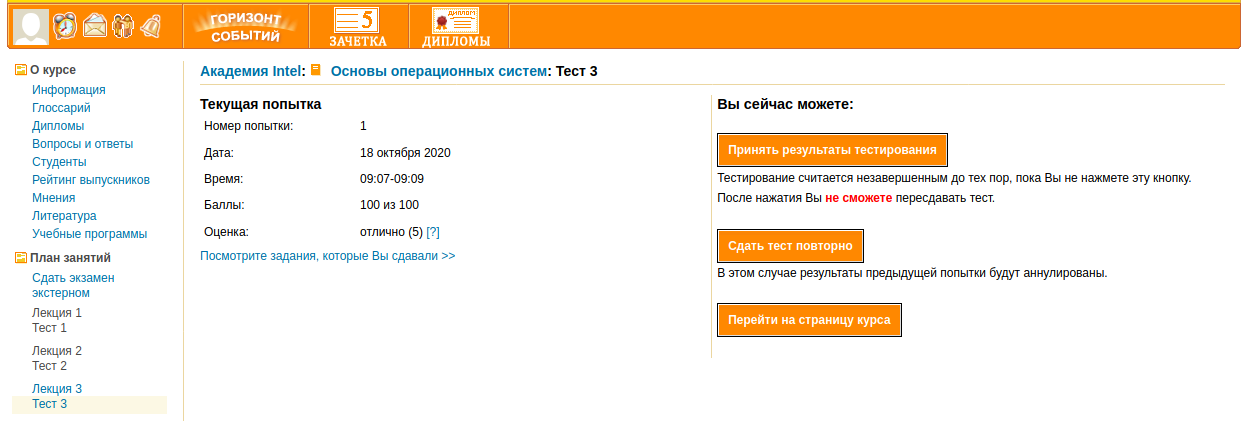 ГОРИЗОНТ
СОБЫТИЙ
5
ЗАЧЕТКА
ДИПЛОМ
ДИПЛОМЫ
О курсе
Информация
Глоссарий
Дипломы
Вопросы и ответы
Студенты
Рейтинг выпускников
Мнения
Литература
Учебные программы
План занятий
Сдать экзамен
экстерном
Лекция 1
Тест 1
Лекция 2
Тест 2
Лекция 3
Тест 3
Академия Intel: Основы операционных систем: Тест 3
Текущая попытка
Номер попытки: 1
Дата: 18 октября 2020
Время: 09:07-09:09
Баллы: 100 из 100
Оценка: отлично (5) [?]
Посмотрите задания, которые Вы сдавали >>
Вы сейчас можете:
Принять результаты тестирования
Тестирование считается незавершенным до тех пор, пока Вы не нажмете эту кнопку.
После нажатия Вы не сможете пересдавать тест.
Сдать тест повторно
В этом случае результаты предыдущей попытки будут аннулированы.
Перейти на страницу курса